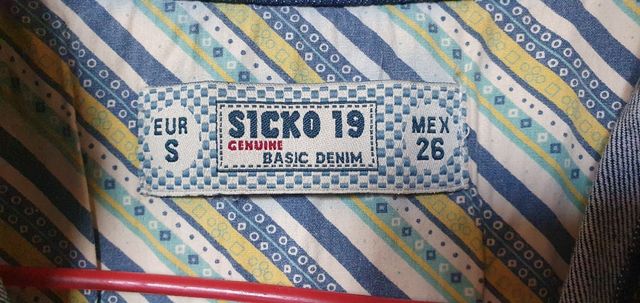 EUR
S
SICKO 19
GENUINE
BASIC DENIM
MEX
26